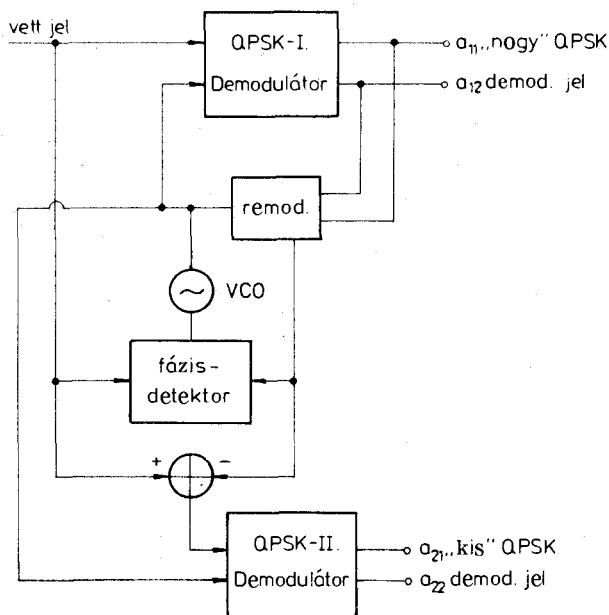 vett jel
QPSK-I.
Demodulátor
a₁₁ „nagy” QPSK
a₁₂ demod. jel
remod.
VCO
fázis-
detektor
+
−
QPSK-II.
Demodulátor
a₂₁ „kis” QPSK
a₂₂ demod. jel